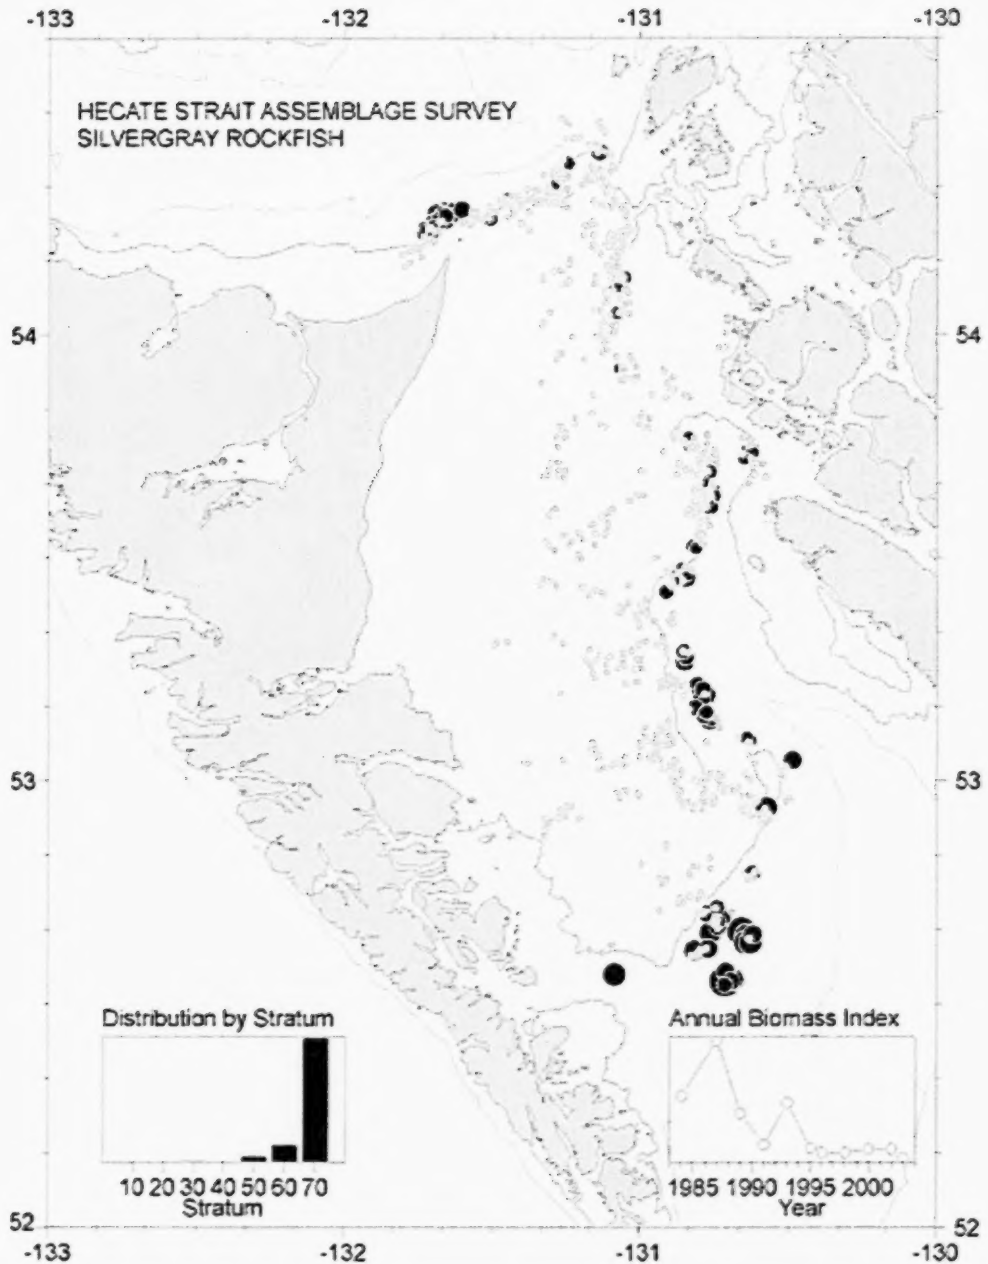 -133 -132 -131 -130
HECATE STRAIT ASSEMBLAGE SURVEY
SILVERGRAY ROCKFISH
54 54
53 53
Distribution by Stratum
10 20 30 40 50 60 70
Stratum
Annual Biomass Index
1985 1990 1995 2000
Year
52 52
-133 -132 -131 -130